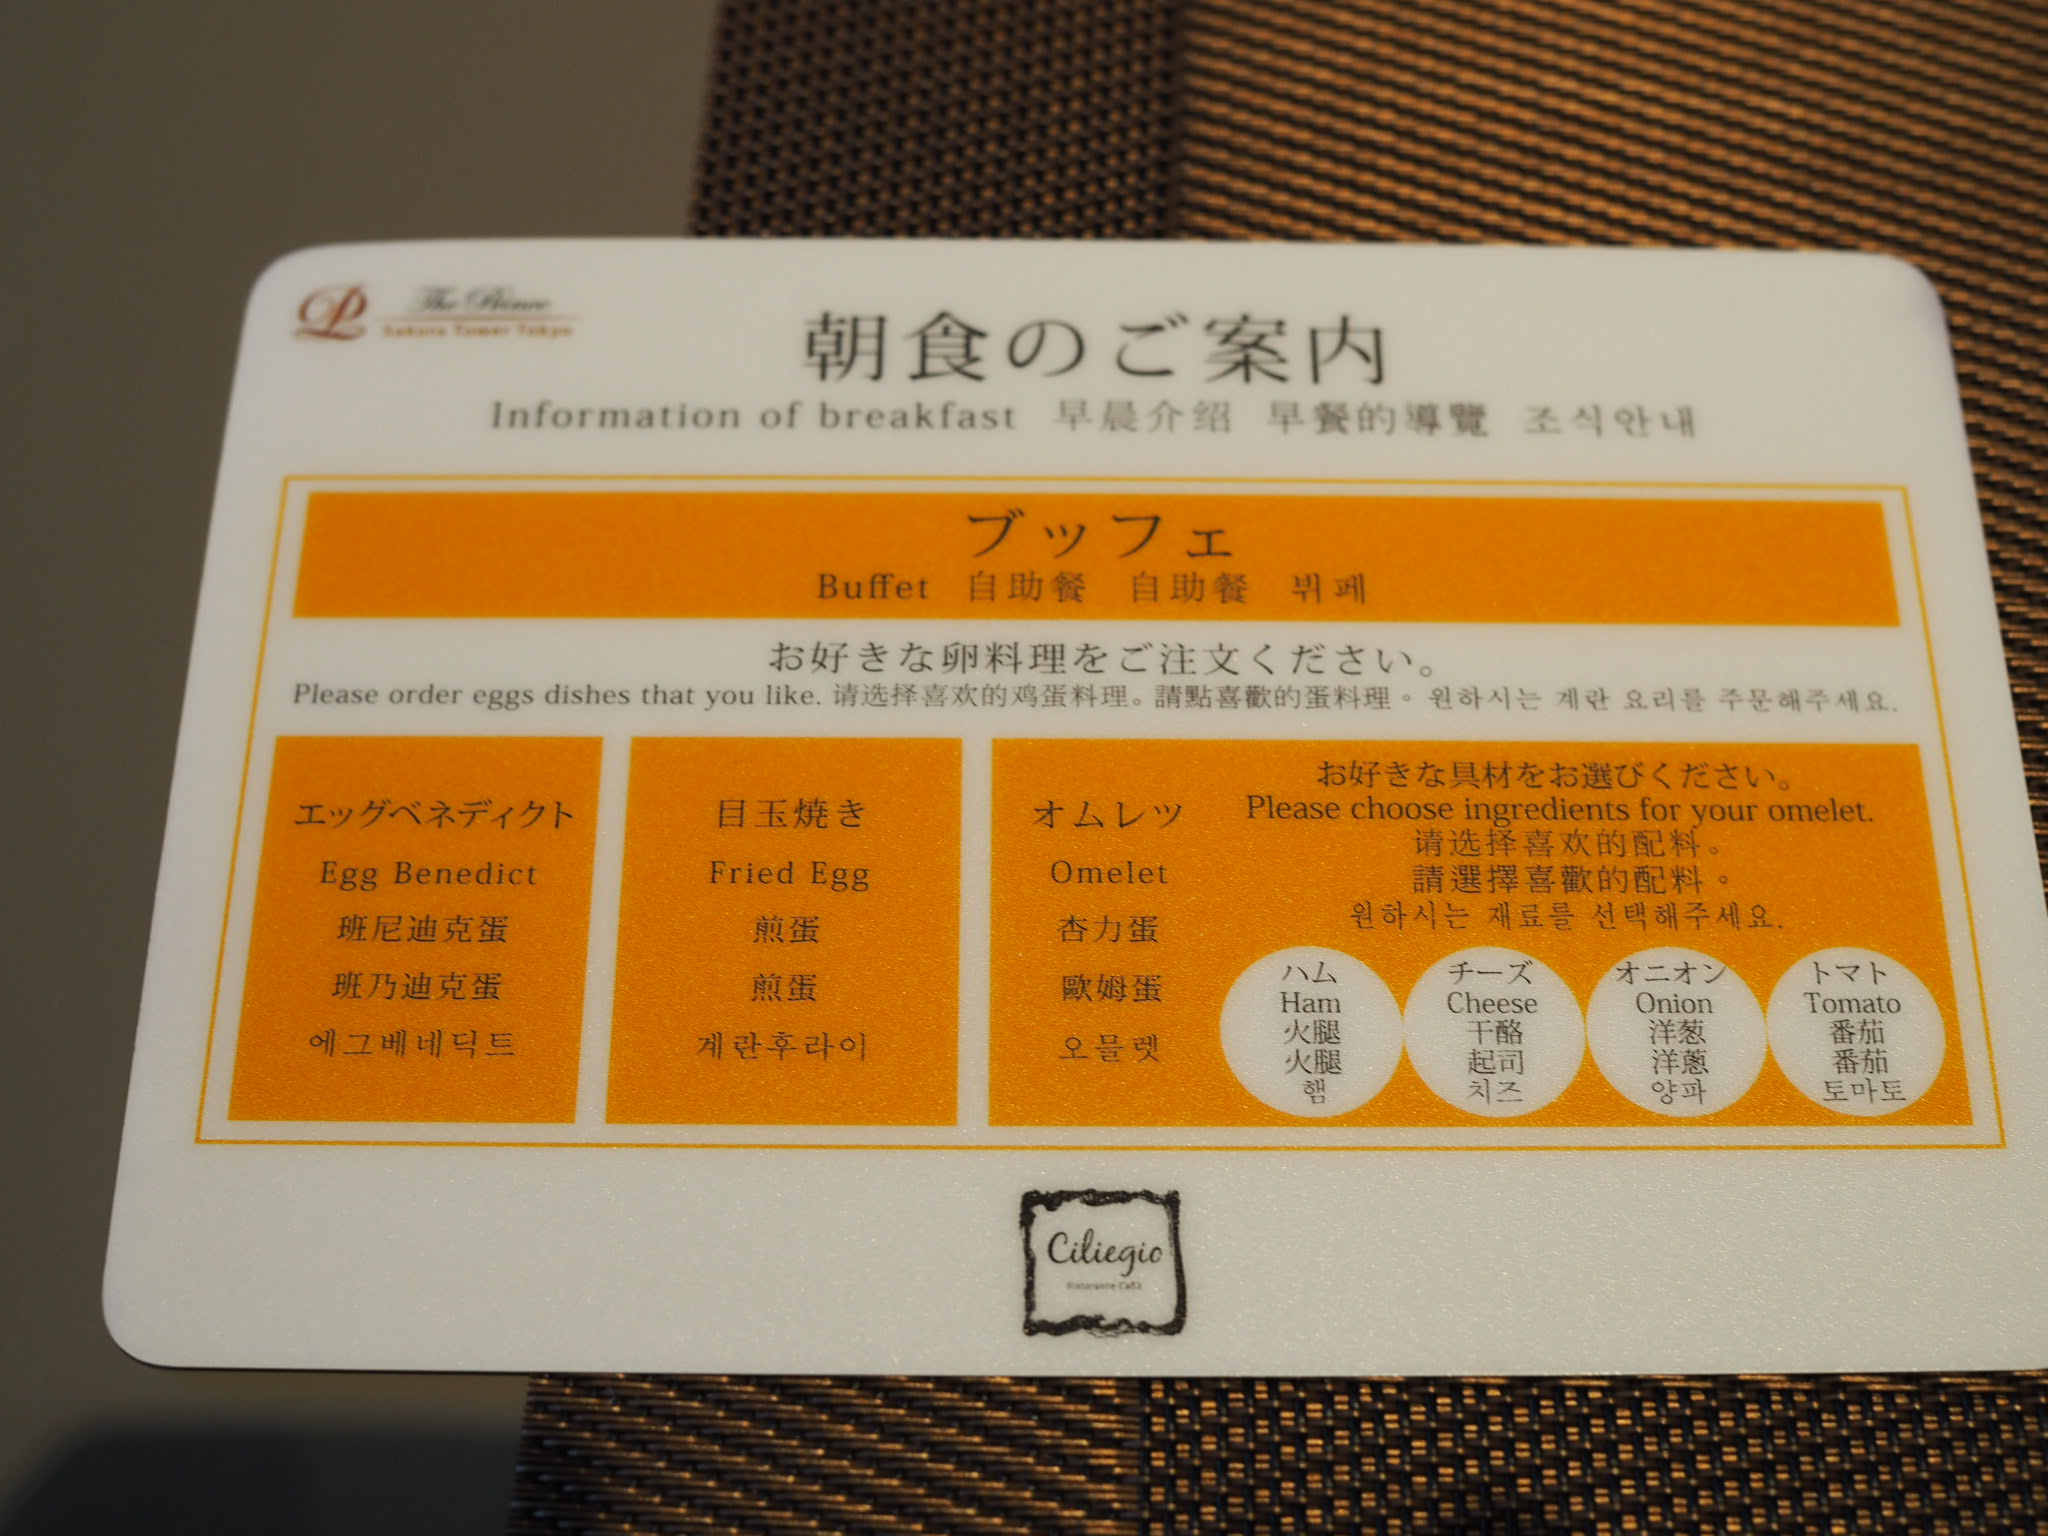 The Prince
Sakura Tower Tokyo
朝食のご案内
Information of breakfast 早晨介绍 早餐的導覽 조식안내
ブッフェ
Buffet 自助餐 自助餐 뷔페
お好きな卵料理をご注文ください。
Please order eggs dishes that you like. 请选择喜欢的鸡蛋料理。請點喜歡的蛋料理。 원하시는 계란 요리를 주문해주세요.
エッグベネディクト
Egg Benedict
班尼迪克蛋
班乃迪克蛋
에그베네딕트
目玉焼き
Fried Egg
煎蛋
煎蛋
계란후라이
オムレツ
Omelet
杏力蛋
歐姆蛋
오믈렛
お好きな具材をお選びください。
Please choose ingredients for your omelet.
请选择喜欢的配料。
請選擇喜歡的配料。
원하시는 재료를 선택해주세요.
ハム
Ham
火腿
火腿
햄
チーズ
Cheese
干酪
起司
치즈
オニオン
Onion
洋葱
洋蔥
양파
トマト
Tomato
番茄
番茄
토마토
Ciliegio
Ristorante Caffè